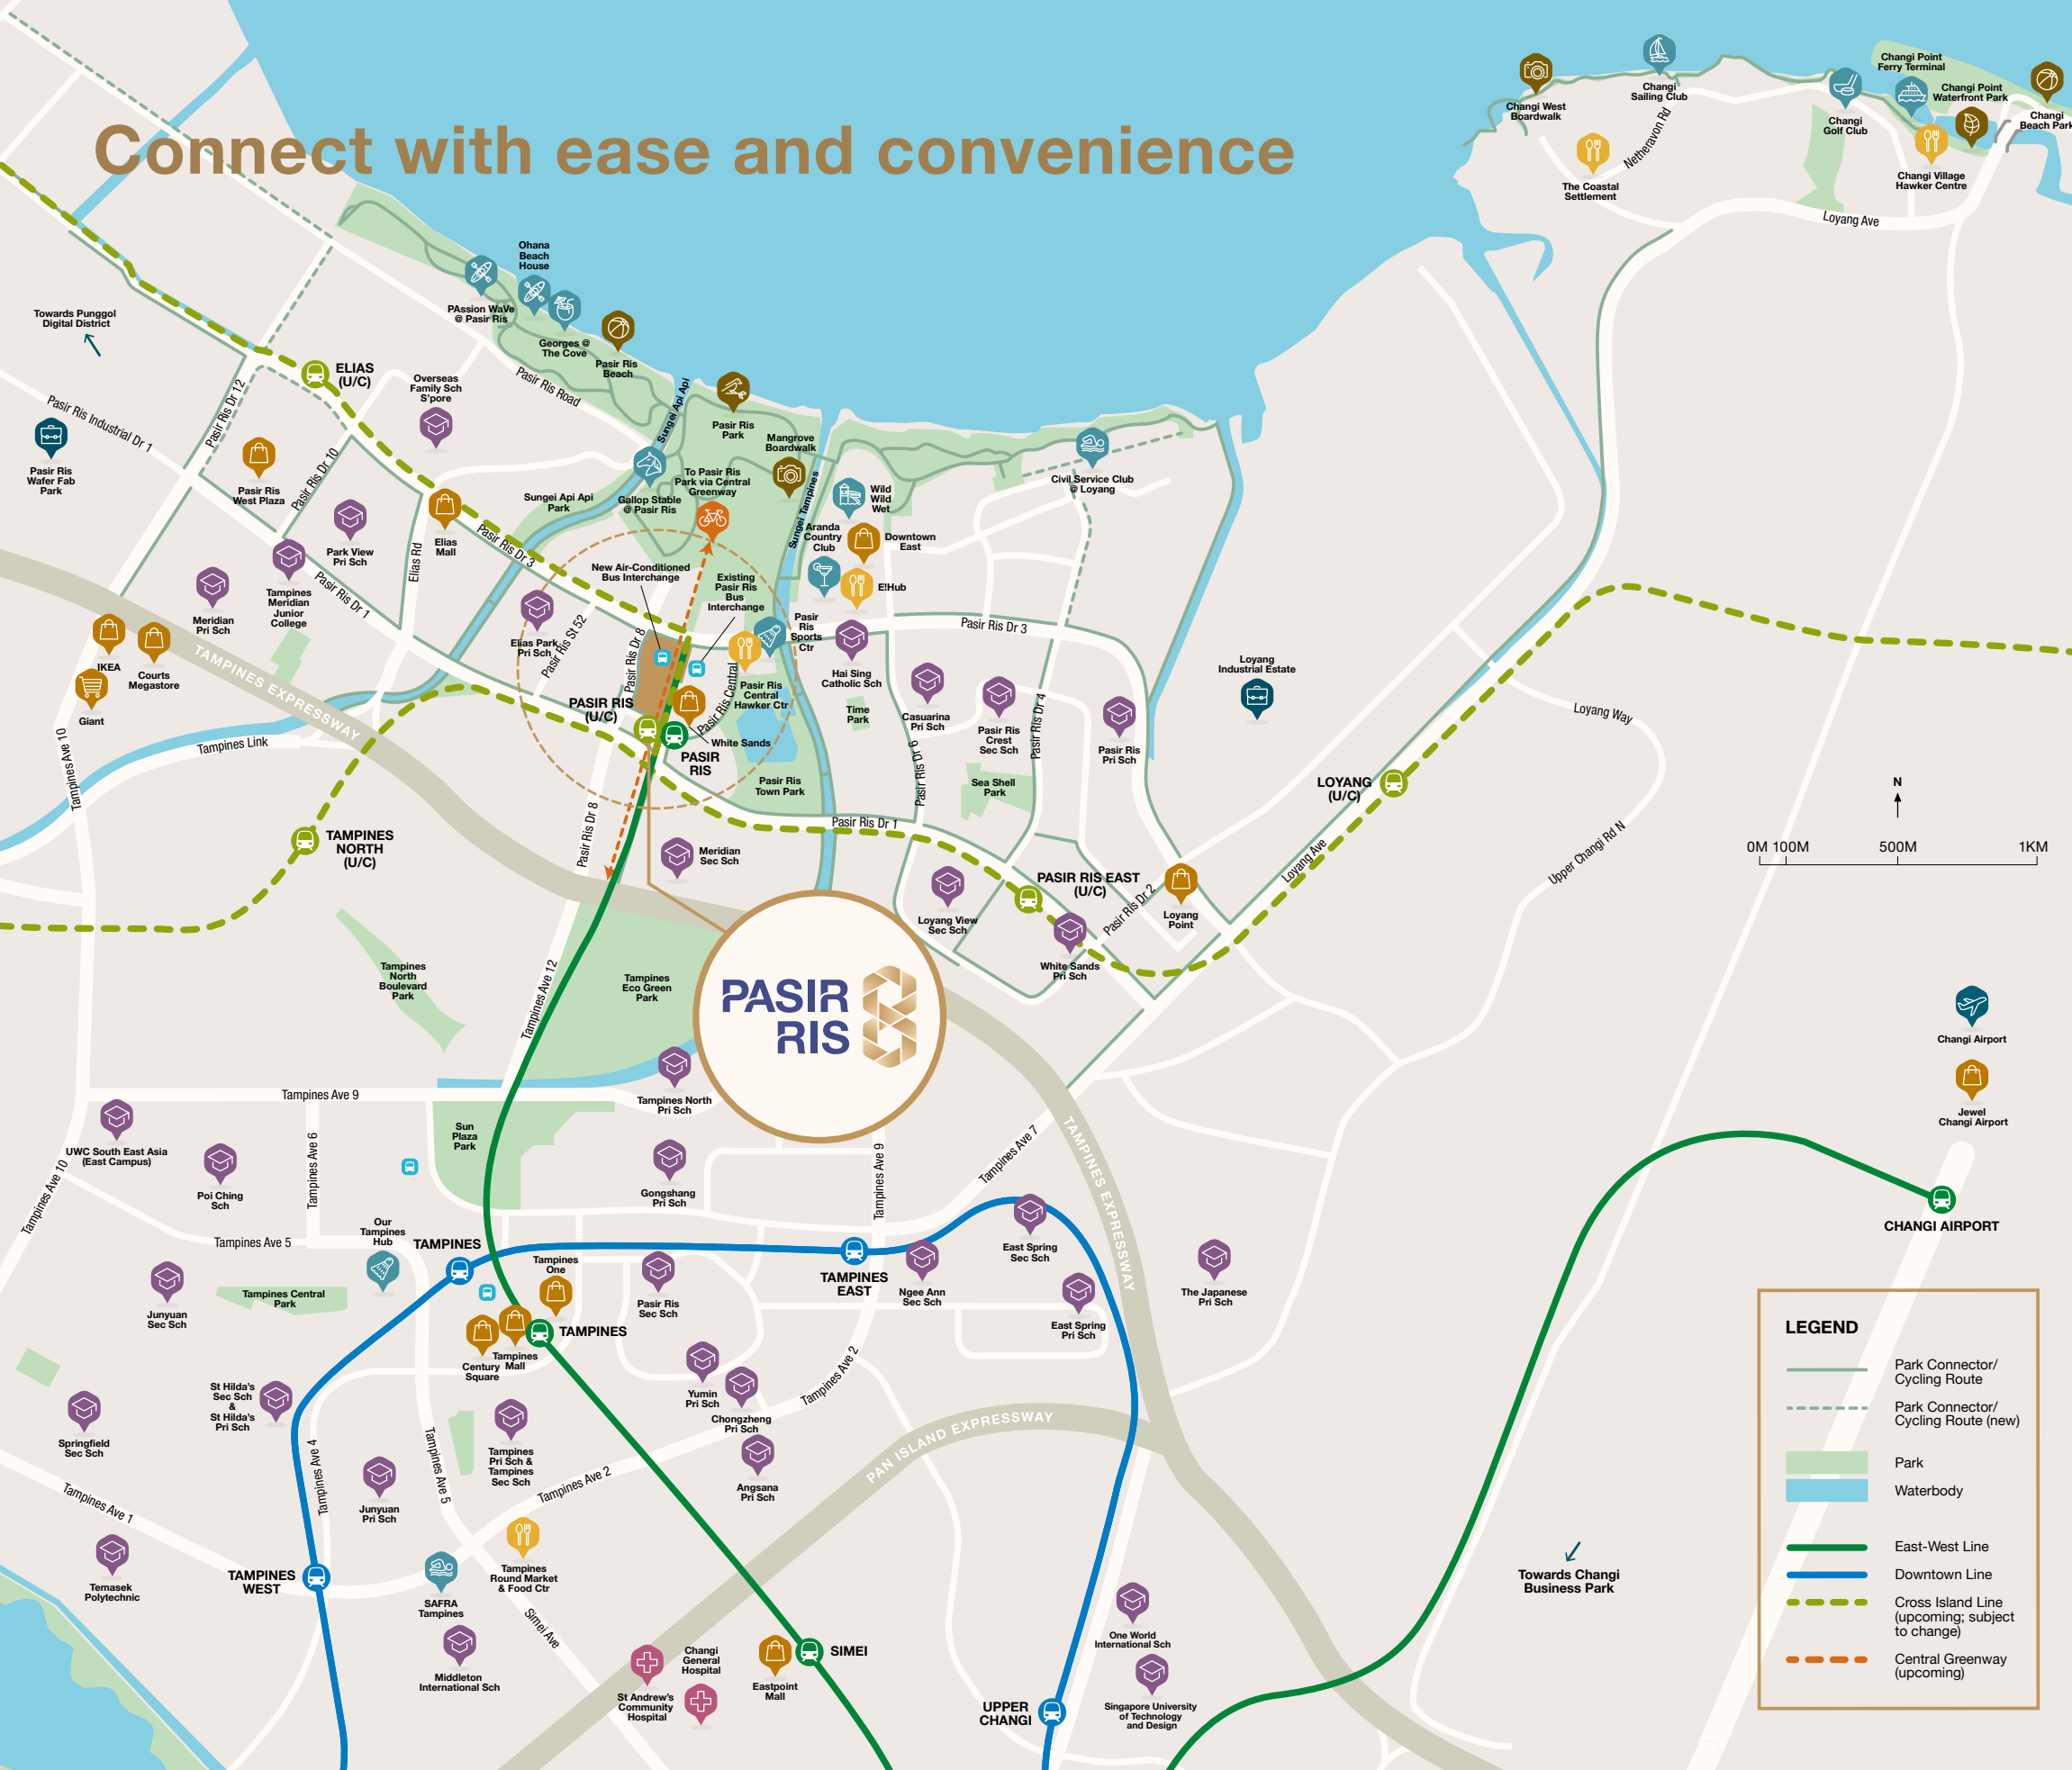 Connect with ease and convenience
Changi West
Boardwalk
Changi
Sailing Club
Changi Point
Ferry Terminal
Changi Point
Waterfront Park
Changi
Golf Club
Changi
Beach Park
Netheravon Rd
The Coastal
Settlement
Changi Village
Hawker Centre
Loyang Ave
Ohana
Beach
House
PAssion WaVe
@ Pasir Ris
Georges @
The Cove
Pasir Ris
Beach
Towards Punggol
Digital District
ELIAS
(U/C)
Overseas
Family Sch
S'pore
Pasir Ris Road
Sungei Api Api
Pasir Ris
Park
Mangrove
Boardwalk
Pasir Ris Dr 12
Pasir Ris Industrial Dr 1
Pasir Ris
Wafer Fab
Park
Pasir Ris
West Plaza
Pasir Ris Dr 10
To Pasir Ris
Park via Central
Greenway
Gallop Stable
@ Pasir Ris
Sungei Api Api
Park
Sungei Tampines
Wild
Wild
Wet
Civil Service Club
@ Loyang
Aranda
Country
Club
Downtown
East
E!Hub
Park View
Pri Sch
Elias
Mall
Pasir Ris Dr 3
Elias Rd
New Air-Conditioned
Bus Interchange
Existing
Pasir Ris
Bus
Interchange
Meridian
Pri Sch
Tampines
Meridian
Junior
College
Pasir Ris Dr 1
Elias Park
Pri Sch
Pasir Ris St 52
Pasir Ris Dr 8
Pasir
Ris
Sports
Ctr
Pasir Ris Dr 3
Hai Sing
Catholic Sch
IKEA
Courts
Megastore
Giant
TAMPINES EXPRESSWAY
Pasir Ris Central
Pasir Ris
Central
Hawker Ctr
Time
Park
Casuarina
Pri Sch
Pasir Ris
Crest
Sec Sch
Pasir Ris Dr 4
Pasir Ris
Pri Sch
Loyang
Industrial Estate
Loyang Way
PASIR RIS
(U/C)
White Sands
PASIR
RIS
Tampines Link
Tampines Ave 10
Pasir Ris
Town Park
Pasir Ris Dr 6
Sea Shell
Park
LOYANG
(U/C)
N
0M 100M 500M 1KM
TAMPINES
NORTH
(U/C)
Pasir Ris Dr 8
Pasir Ris Dr 1
Meridian
Sec Sch
PASIR RIS EAST
(U/C)
Loyang View
Sec Sch
Pasir Ris Dr 2
Loyang
Point
White Sands
Pri Sch
Loyang Ave
Upper Changi Rd N
Tampines
North
Boulevard
Park
Tampines Ave 12
Tampines
Eco Green
Park
PASIR
RIS 8
Changi Airport
Jewel
Changi Airport
CHANGI AIRPORT
Tampines Ave 9
Tampines North
Pri Sch
Sun
Plaza
Park
UWC South East Asia
(East Campus)
Poi Ching
Sch
Tampines Ave 6
Gongshang
Pri Sch
Tampines Ave 9
Tampines Ave 7
TAMPINES EXPRESSWAY
Tampines Ave 10
Tampines Ave 5
Our
Tampines
Hub
TAMPINES
Tampines
One
Tampines Central
Park
Junyuan
Sec Sch
Pasir Ris
Sec Sch
TAMPINES
EAST
Ngee Ann
Sec Sch
East Spring
Sec Sch
East Spring
Pri Sch
The Japanese
Pri Sch
TAMPINES
Century
Square
Tampines
Mall
St Hilda's
Sec Sch
&
St Hilda's
Pri Sch
Yumin
Pri Sch
Chongzheng
Pri Sch
Tampines Ave 2
PAN ISLAND EXPRESSWAY
Springfield
Sec Sch
Tampines Ave 4
Tampines Ave 5
Tampines
Pri Sch &
Tampines
Sec Sch
Angsana
Pri Sch
Tampines Ave 2
Tampines Ave 1
Junyuan
Pri Sch
Temasek
Polytechnic
TAMPINES
WEST
SAFRA
Tampines
Tampines
Round Market
& Food Ctr
Simei Ave
Middleton
International Sch
Changi
General
Hospital
St Andrew's
Community
Hospital
Eastpoint
Mall
SIMEI
UPPER
CHANGI
One World
International Sch
Singapore University
of Technology
and Design
Towards Changi
Business Park
LEGEND
Park Connector/
Cycling Route
Park Connector/
Cycling Route (new)
Park
Waterbody
East-West Line
Downtown Line
Cross Island Line
(upcoming; subject
to change)
Central Greenway
(upcoming)